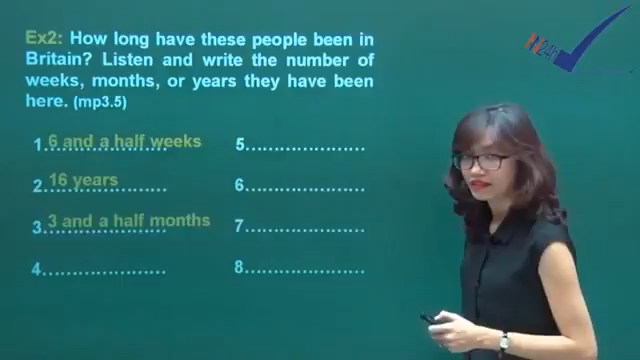 Ex2: How long have these people been in
Britain? Listen and write the number of
weeks, months, or years they have been
here. (mp3.5)
1. 6 and a half weeks
2. 16 years
3. 3 and a half months
4........................
5........................
6........................
7........................
8........................